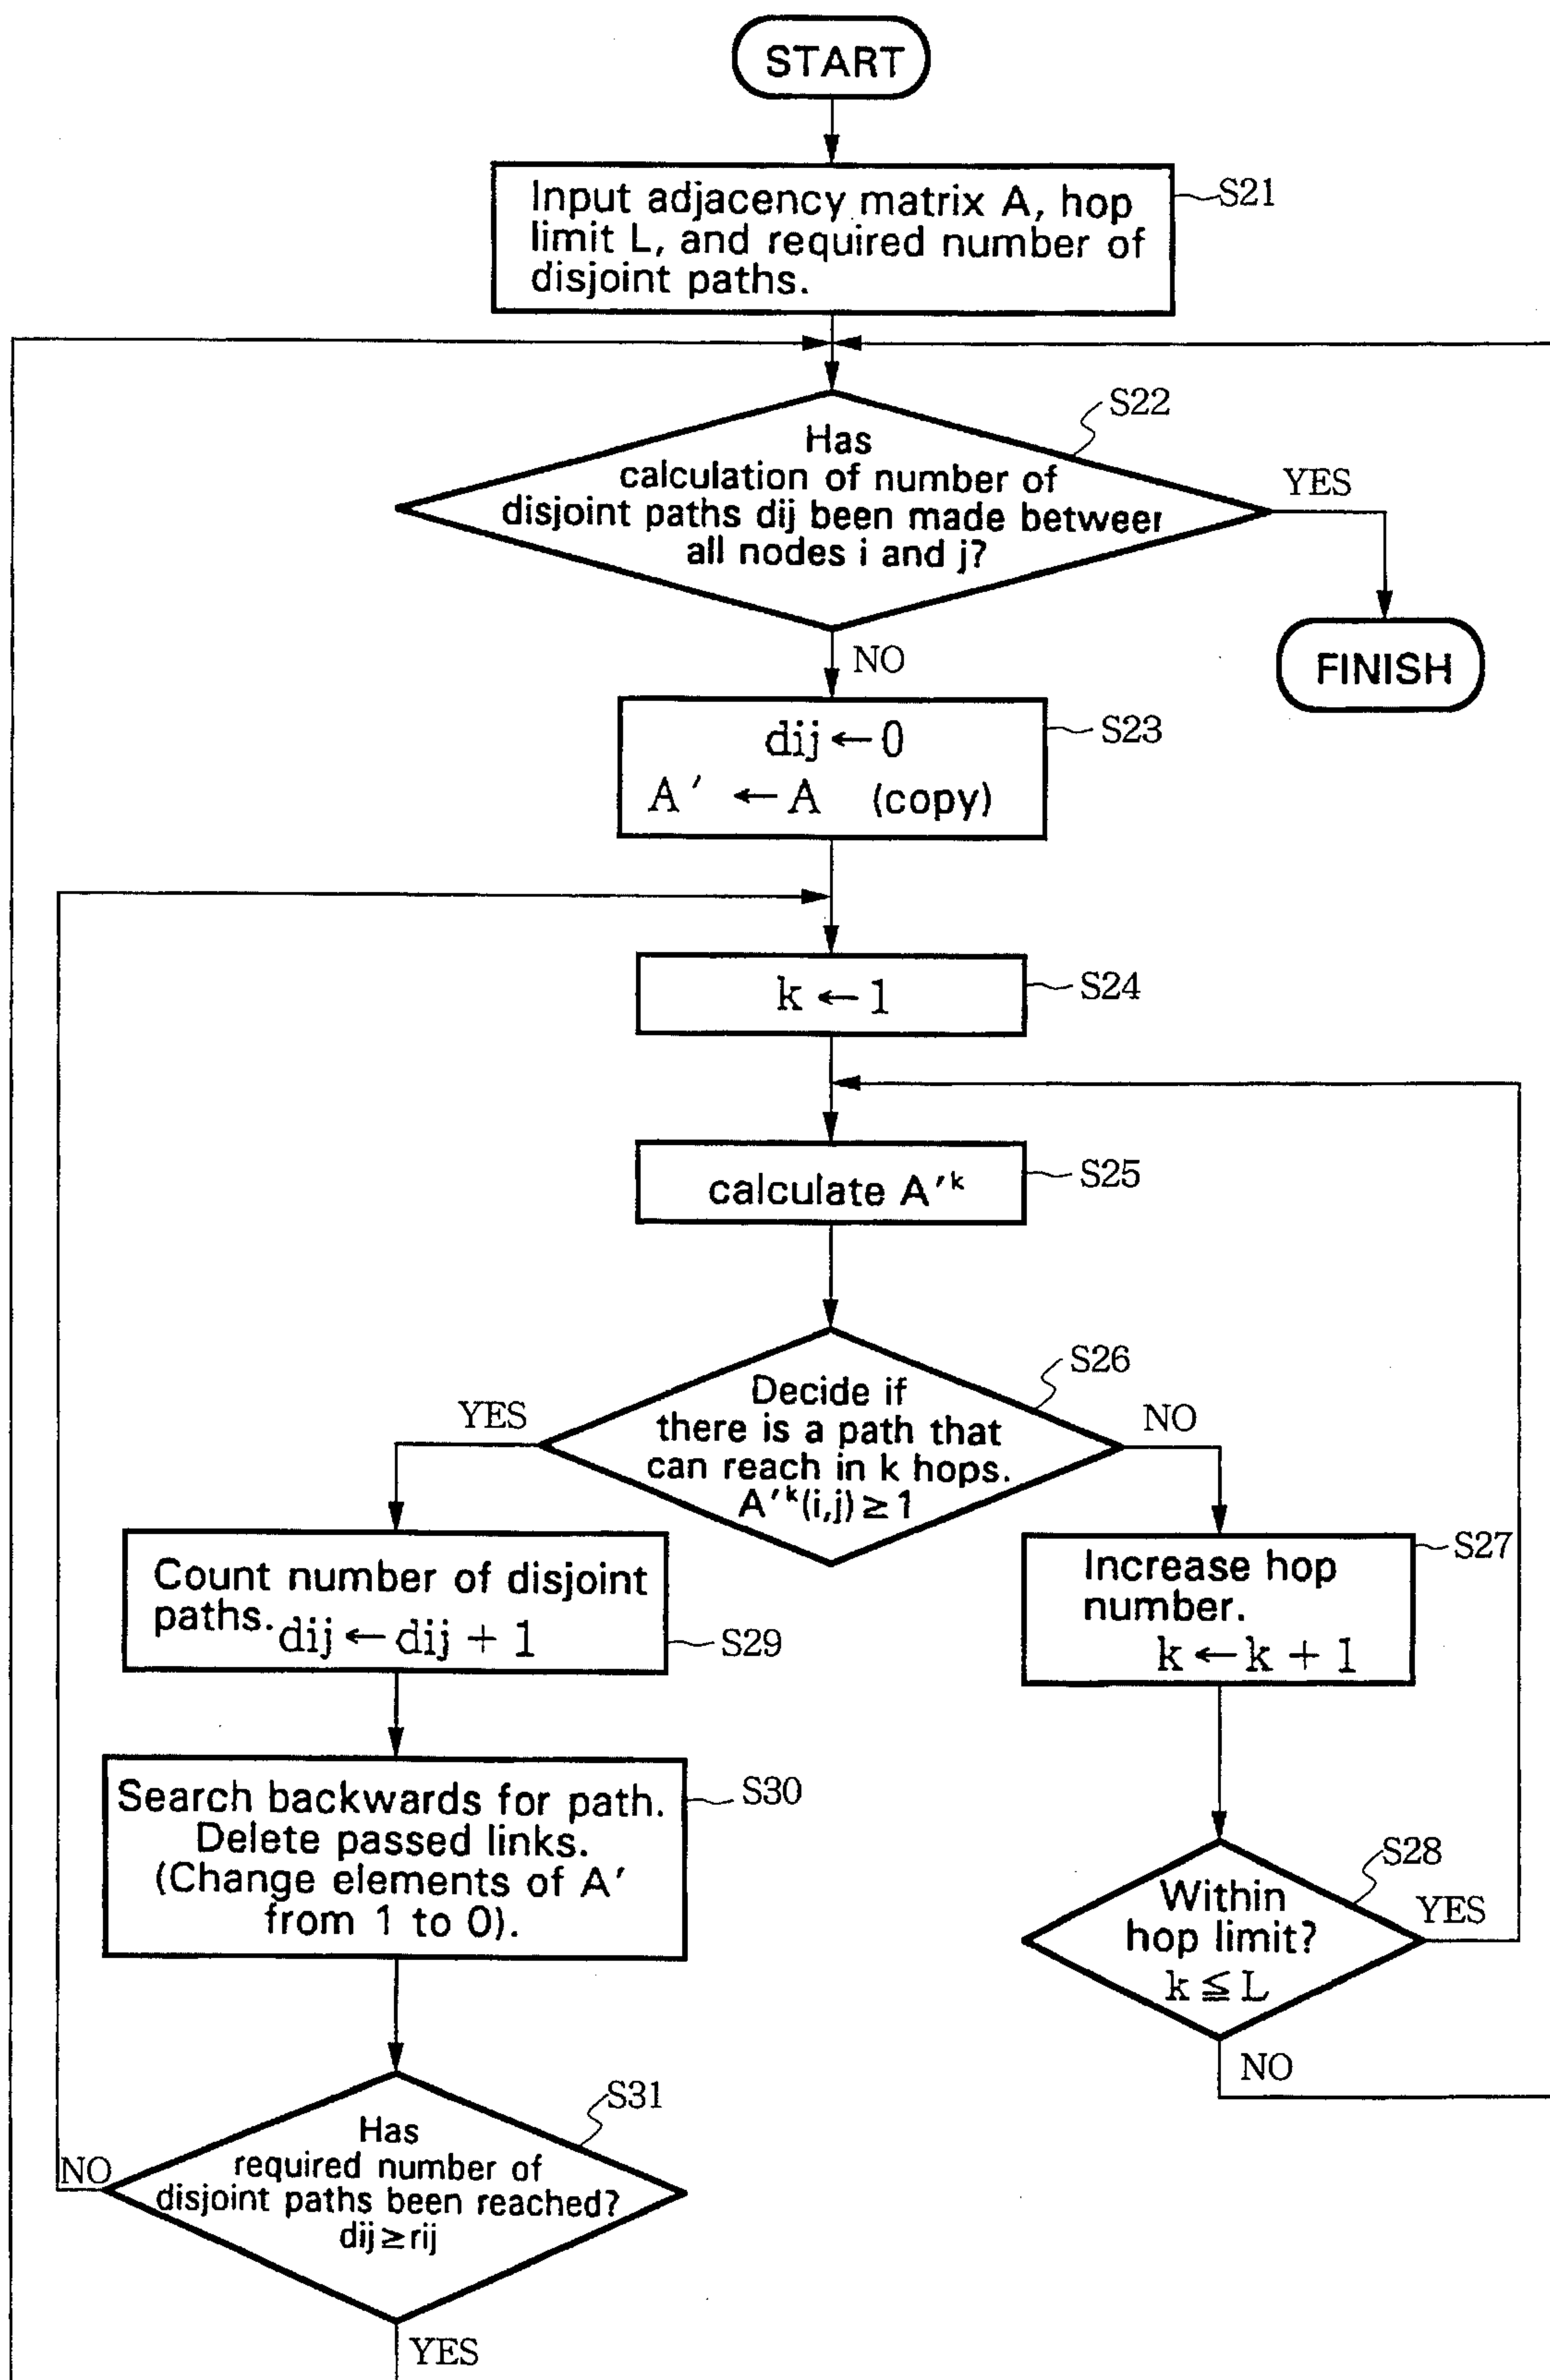 START
Input adjacency matrix A, hop
limit L, and required number of
disjoint paths.
S21
S22
Has
calculation of number of
disjoint paths dij been made between
all nodes i and j?
YES
NO
FINISH
dij ← 0
A′ ← A (copy)
S23
k ← 1
S24
calculate A′ᵏ
S25
S26
Decide if
there is a path that
can reach in k hops.
A′ᵏ(i,j) ≥ 1
YES
NO
Count number of disjoint
paths. dij ← dij + 1
S29
Increase hop
number.
k ← k + 1
S27
Search backwards for path.
Delete passed links.
(Change elements of A′
from 1 to 0).
S30
S28
Within
hop limit?
k ≦ L
YES
NO
S31
Has
required number of
disjoint paths been reached?
dij ≥ rij
NO
YES